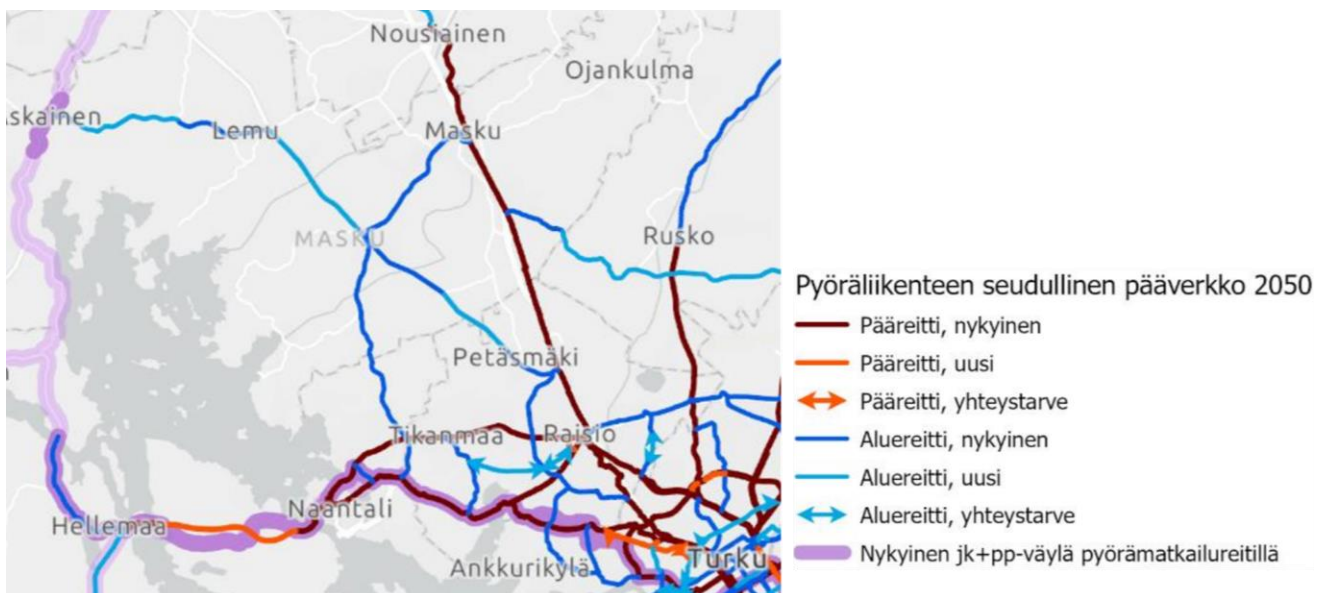 Nousiainen
Ojankulma
skainen
Lemu
Masku
MASKU
Rusko
Petäsmäki
Tikanmaa
Raisio
Naantali
Hellemaa
Ankkurikylä
Turku
Pyöräliikenteen seudullinen pääverkko 2050
Pääreitti, nykyinen
Pääreitti, uusi
Pääreitti, yhteystarve
Aluereitti, nykyinen
Aluereitti, uusi
Aluereitti, yhteystarve
Nykyinen jk+pp-väylä pyörämatkailureitillä